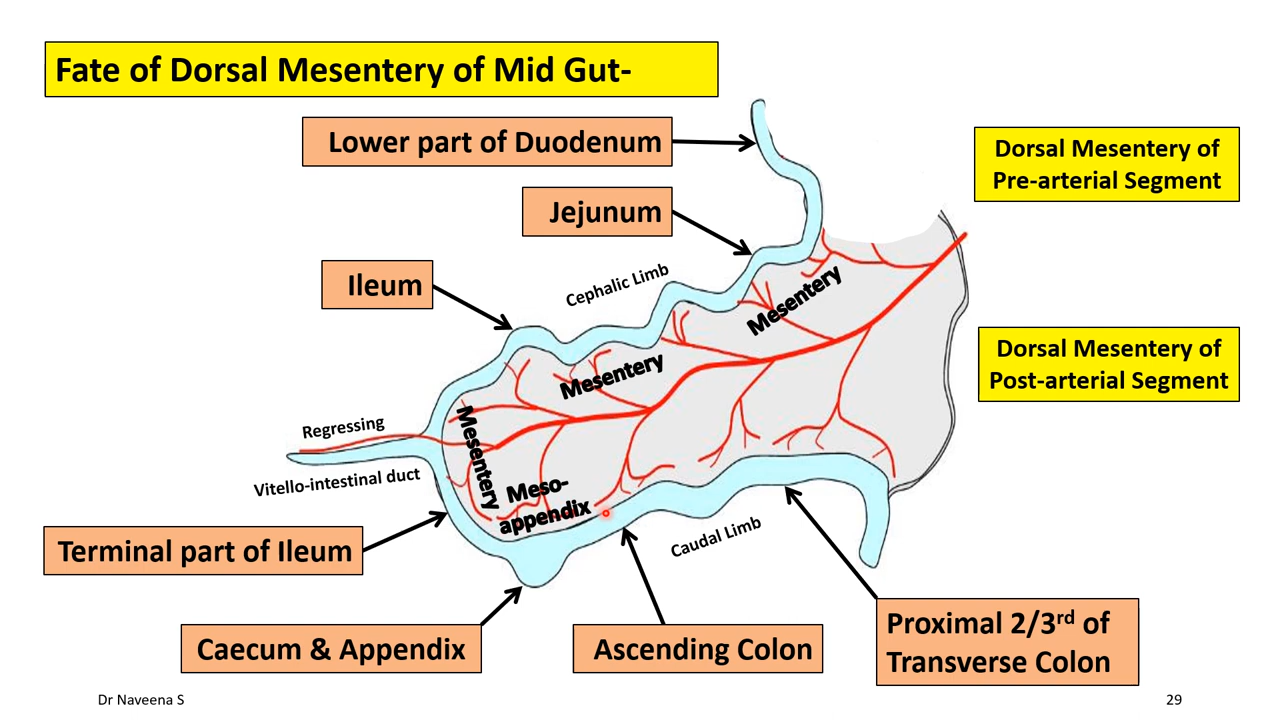 Fate of Dorsal Mesentery of Mid Gut-
Lower part of Duodenum
Dorsal Mesentery of
Pre-arterial Segment
Jejunum
Ileum
Cephalic Limb
Mesentery
Mesentery
Dorsal Mesentery of
Post-arterial Segment
Regressing
Mesentery
Vitello-intestinal duct
Meso-
appendix
Terminal part of Ileum
Caudal Limb
Caecum & Appendix
Ascending Colon
Proximal 2/3rd of
Transverse Colon
Dr Naveena S
29